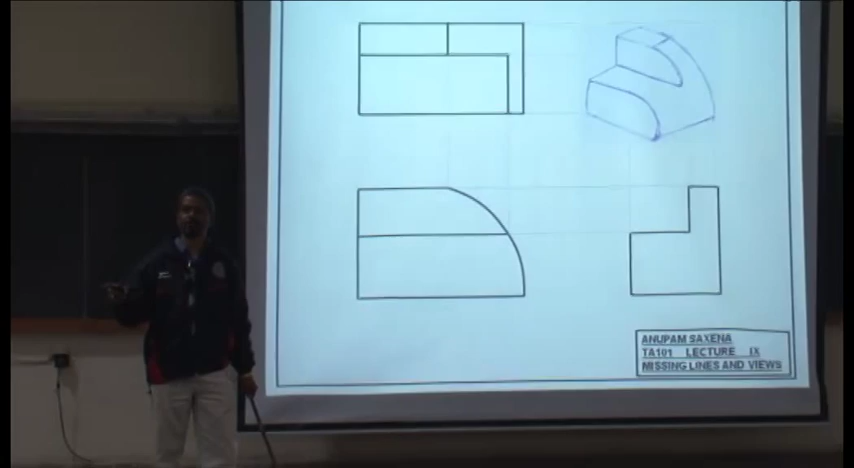 ANUPAM SAXENA
TA101 LECTURE IX
MISSING LINES AND VIEWS